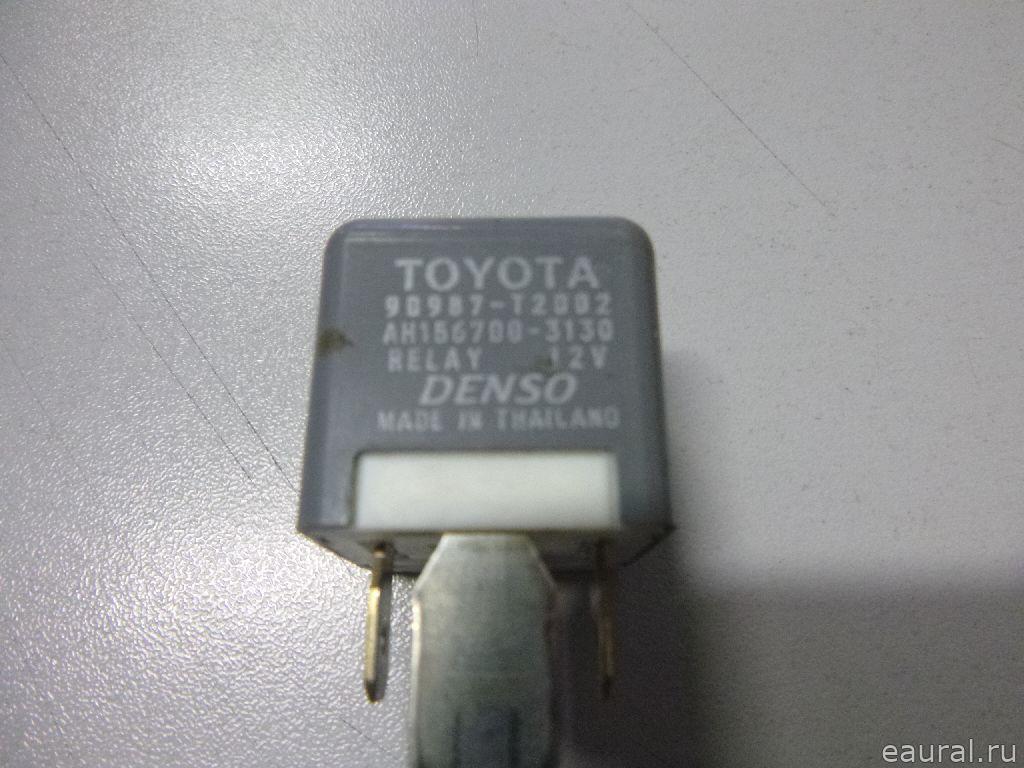 TOYOTA
90987-T2002
AH156700-3130
RELAY 12V
DENSO
MADE IN THAILAND
eaural.ru